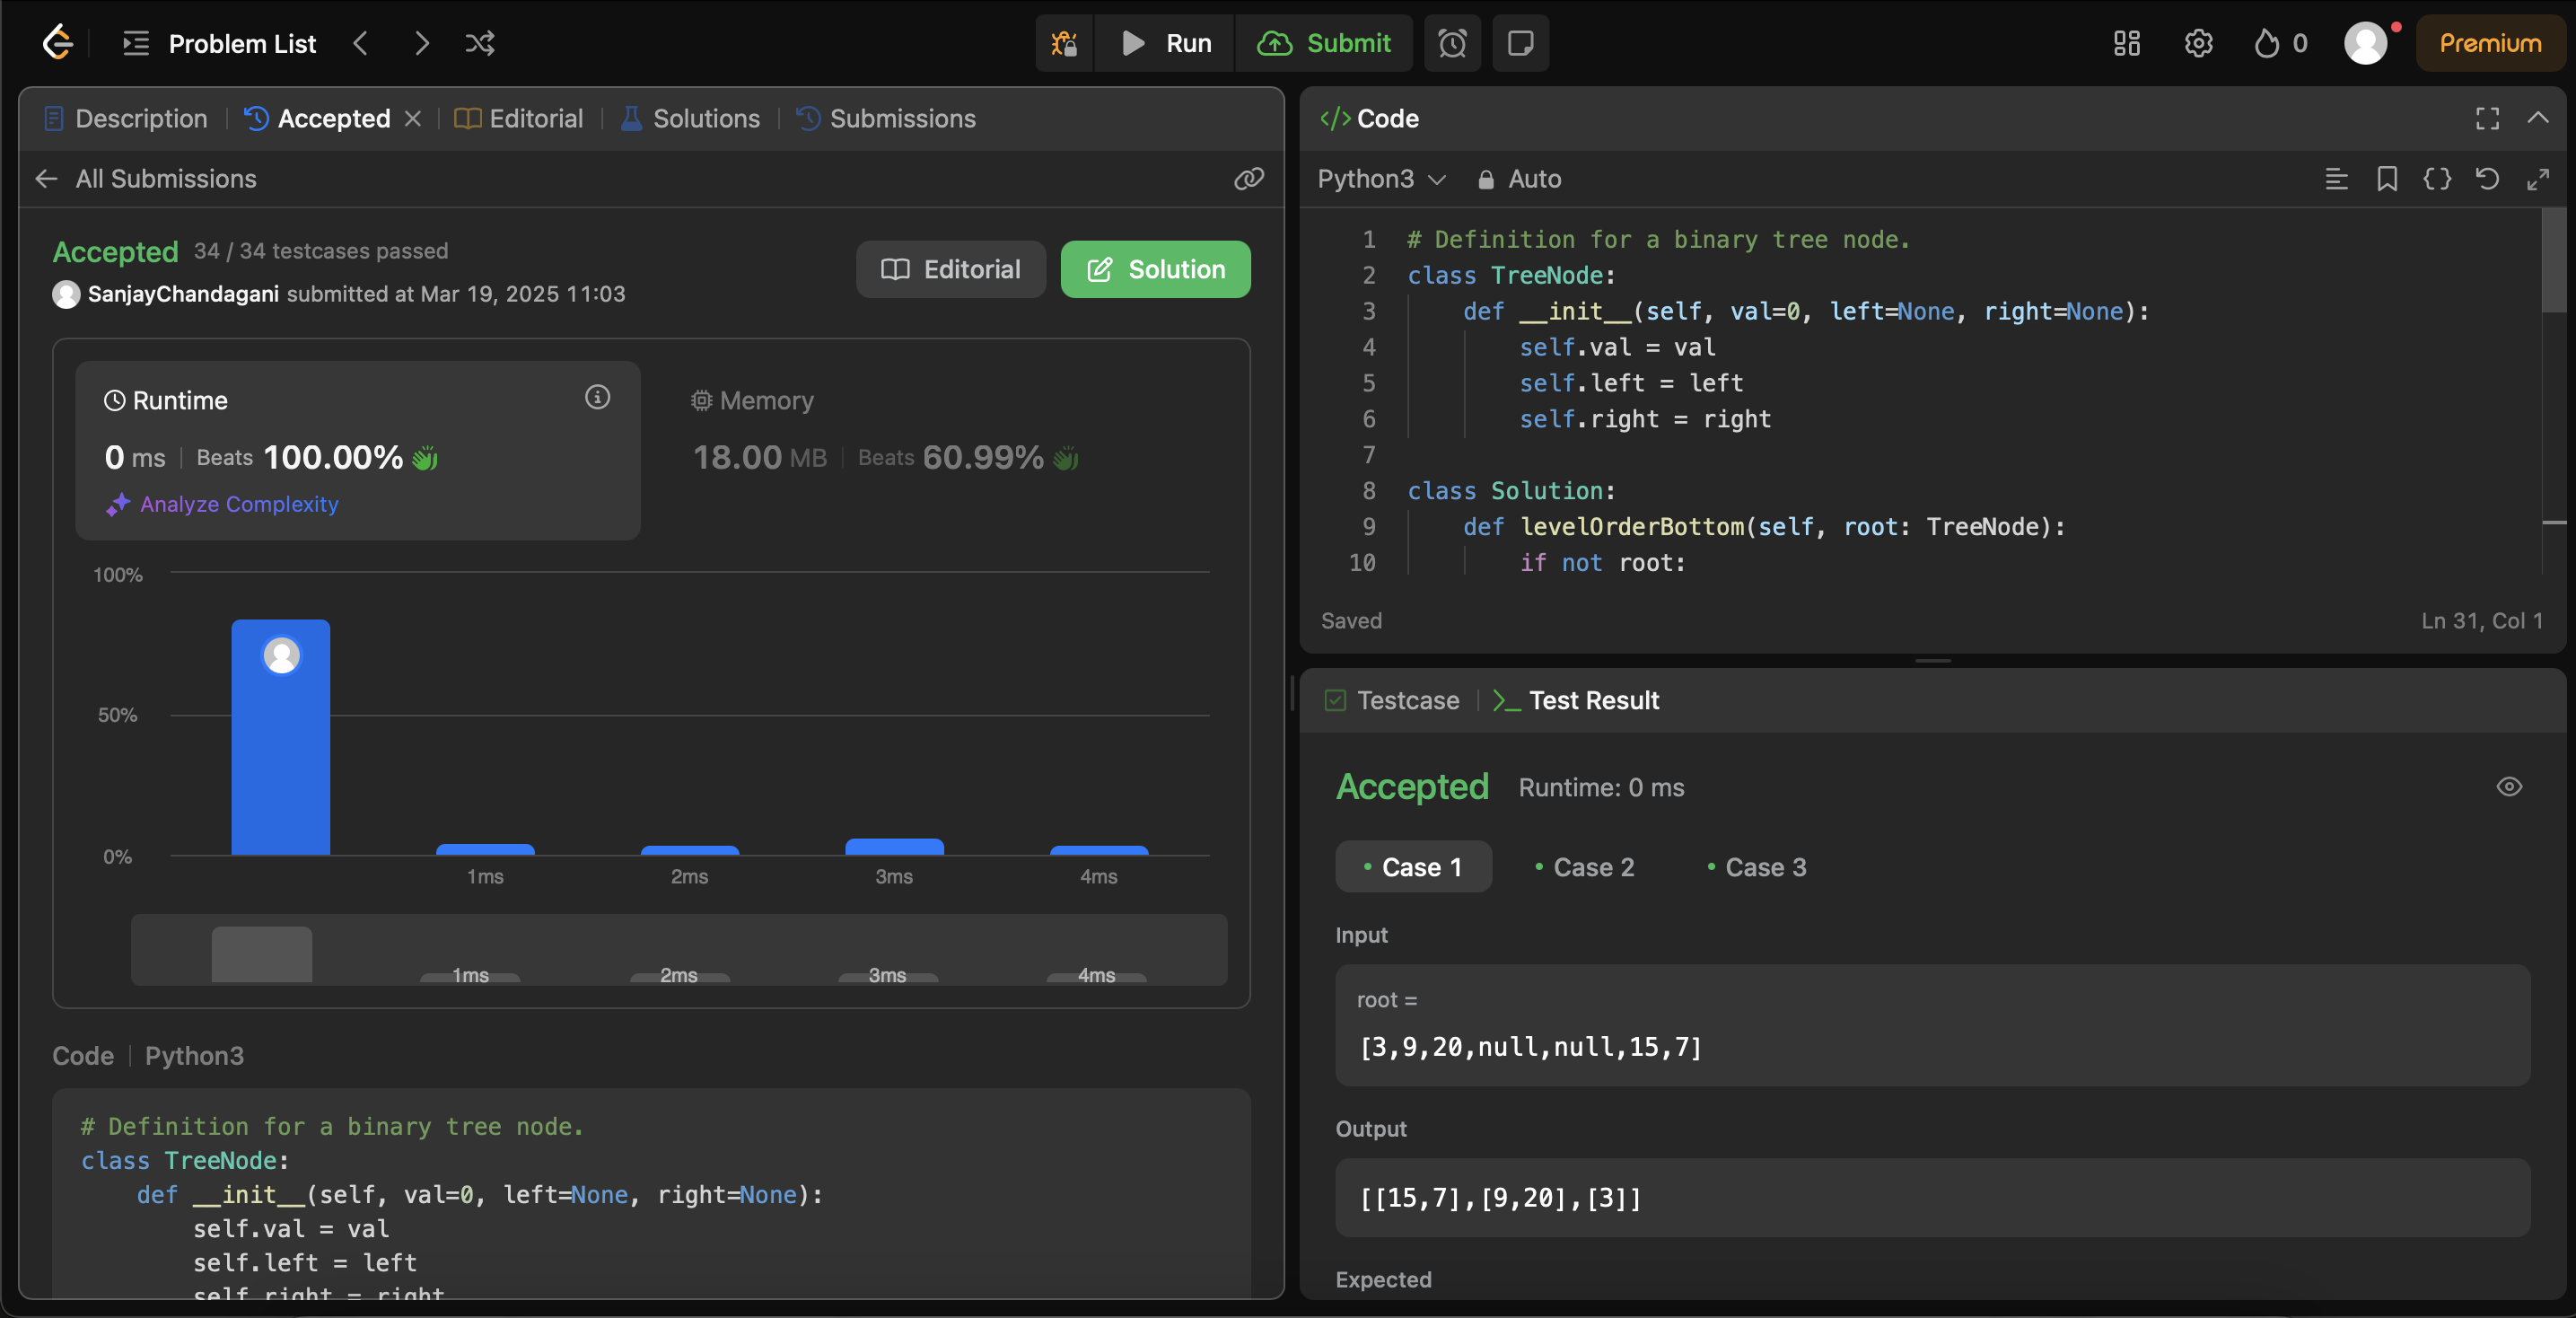 Problem List
Run
Submit
0
Premium
Description
Accepted
Editorial
Solutions
Submissions
All Submissions
Accepted 34 / 34 testcases passed
SanjayChandagani submitted at Mar 19, 2025 11:03
Editorial
Solution
Runtime
0 ms Beats 100.00%
Analyze Complexity
Memory
18.00 MB Beats 60.99%
100%
50%
0%
1ms 2ms 3ms 4ms
1ms 2ms 3ms 4ms
Code Python3
# Definition for a binary tree node.
class TreeNode:
    def __init__(self, val=0, left=None, right=None):
        self.val = val
        self.left = left
        self.right = right
</> Code
Python3 Auto
1 # Definition for a binary tree node.
2 class TreeNode:
3     def __init__(self, val=0, left=None, right=None):
4         self.val = val
5         self.left = left
6         self.right = right
7
8 class Solution:
9     def levelOrderBottom(self, root: TreeNode):
10         if not root:
Saved
Ln 31, Col 1
Testcase
Test Result
Accepted Runtime: 0 ms
Case 1
Case 2
Case 3
Input
root =
[3,9,20,null,null,15,7]
Output
[[15,7],[9,20],[3]]
Expected